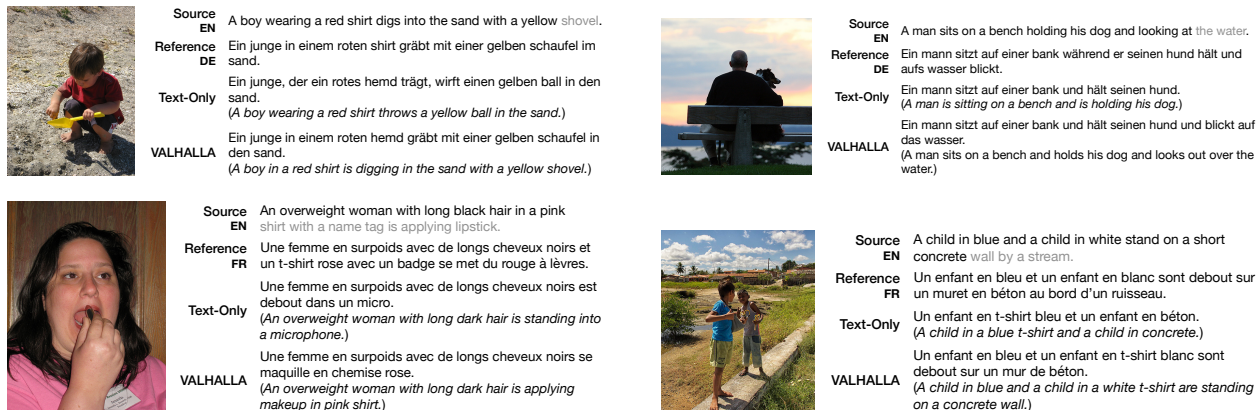 Source EN A boy wearing a red shirt digs into the sand with a yellow shovel.
Reference DE Ein junge in einem roten shirt gräbt mit einer gelben schaufel im
sand.
Text-Only Ein junge, der ein rotes hemd trägt, wirft einen gelben ball in den
sand.
(A boy wearing a red shirt throws a yellow ball in the sand.)
VALHALLA Ein junge in einem roten hemd gräbt mit einer gelben schaufel in
den sand.
(A boy in a red shirt is digging in the sand with a yellow shovel.)
Source EN A man sits on a bench holding his dog and looking at the water.
Reference DE Ein mann sitzt auf einer bank während er seinen hund hält und
aufs wasser blickt.
Text-Only Ein mann sitzt auf einer bank und hält seinen hund.
(A man is sitting on a bench and is holding his dog.)
VALHALLA Ein mann sitzt auf einer bank und hält seinen hund und blickt auf
das wasser.
(A man sits on a bench and holds his dog and looks out over the
water.)
Source EN An overweight woman with long black hair in a pink
shirt with a name tag is applying lipstick.
Reference FR Une femme en surpoids avec de longs cheveux noirs et
un t-shirt rose avec un badge se met du rouge à lèvres.
Text-Only Une femme en surpoids avec de longs cheveux noirs est
debout dans un micro.
(An overweight woman with long dark hair is standing into
a microphone.)
VALHALLA Une femme en surpoids avec de longs cheveux noirs se
maquille en chemise rose.
(An overweight woman with long dark hair is applying
makeup in pink shirt.)
Source EN A child in blue and a child in white stand on a short
concrete wall by a stream.
Reference FR Un enfant en bleu et un enfant en blanc sont debout sur
un muret en béton au bord d'un ruisseau.
Text-Only Un enfant en t-shirt bleu et un enfant en béton.
(A child in a blue t-shirt and a child in concrete.)
VALHALLA Un enfant en bleu et un enfant en t-shirt blanc sont
debout sur un mur de béton.
(A child in blue and a child in a white t-shirt are standing
on a concrete wall.)